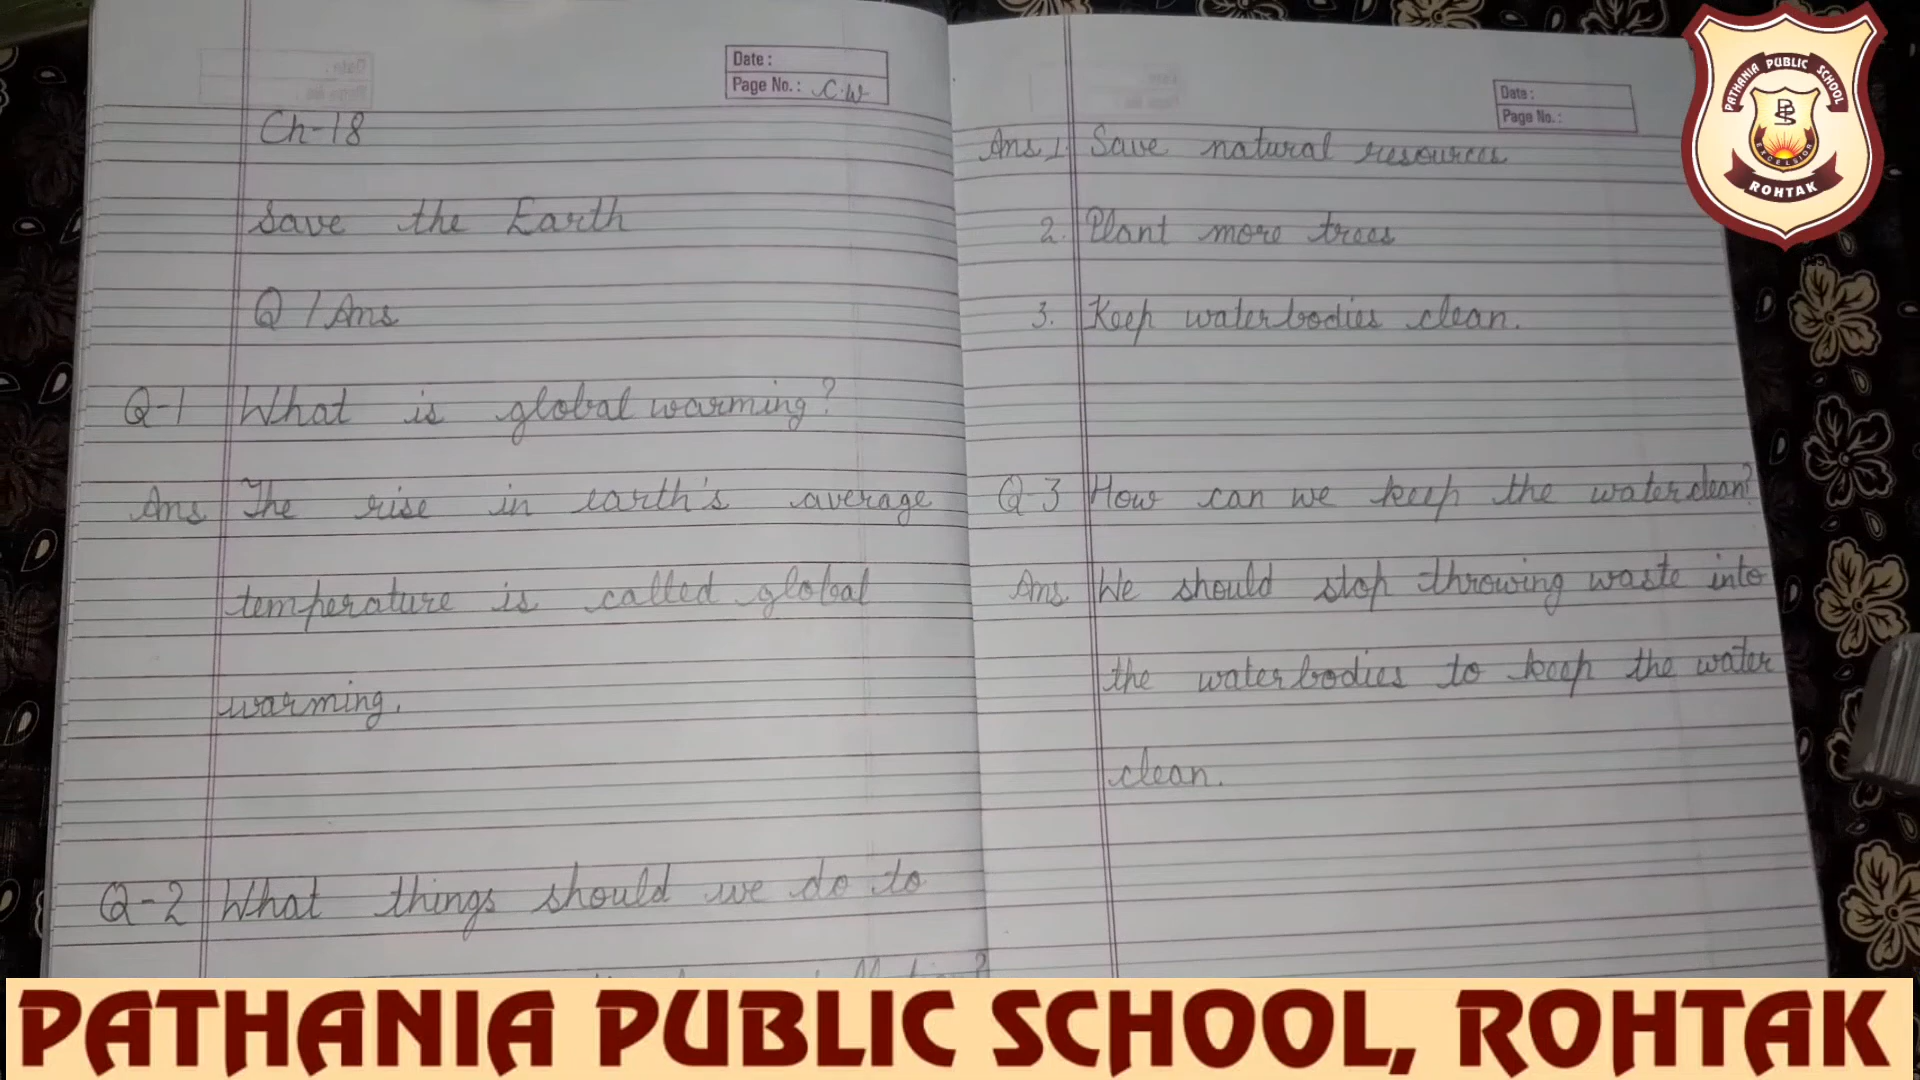 Date :
Page No. : C.W
Ch-18
Save the Earth
Q / Ans
Q-1 What is global warming?
Ans The rise in earth's average
temperature is called global
warming.
Q-2 What things should we do to
Date :
Page No. :
Ans 1. Save natural resources
2. Plant more trees
3. Keep waterbodies clean.
Q-3 How can we keep the water clean?
Ans We should stop throwing waste into
the waterbodies to keep the water
clean.
PATHANIA PUBLIC SCHOOL
EXCELSIOR
ROHTAK
PATHANIA PUBLIC SCHOOL, ROHTAK